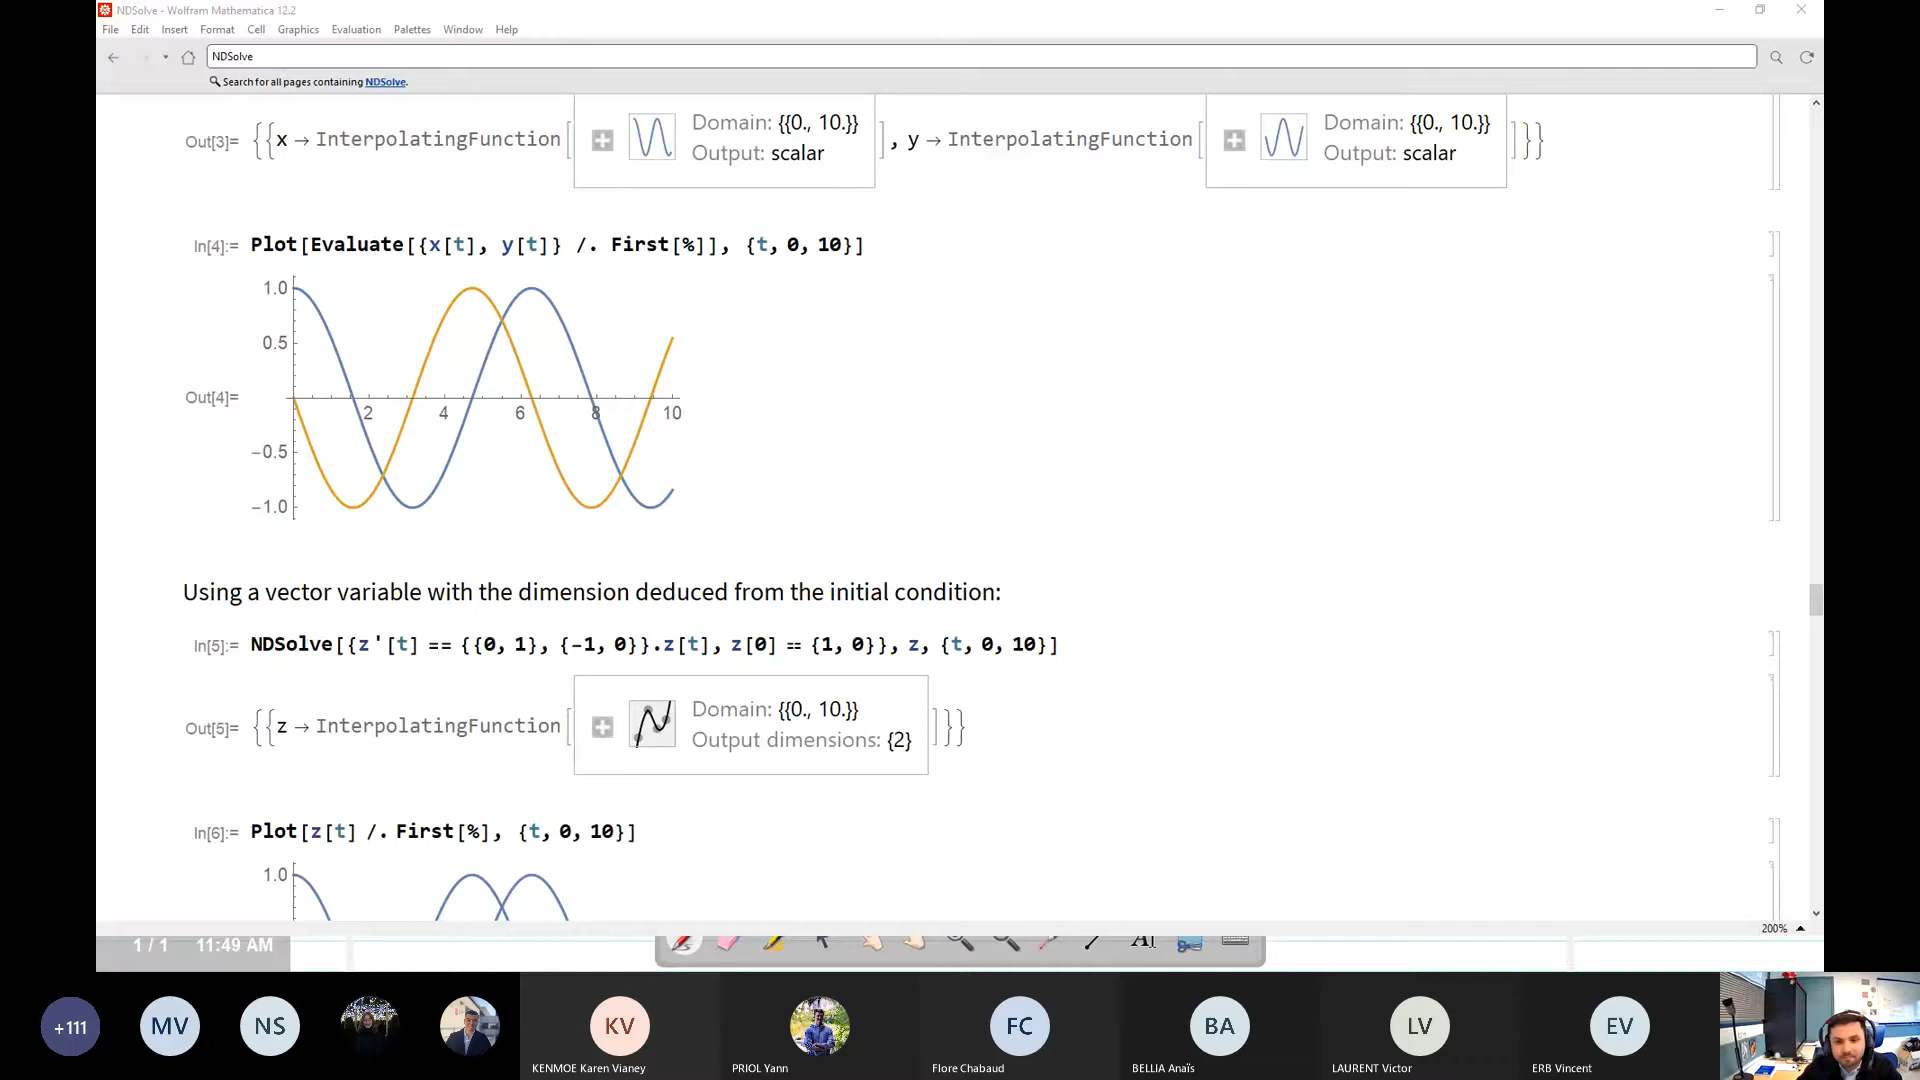 NDSolve - Wolfram Mathematica 12.2
File Edit Insert Format Cell Graphics Evaluation Palettes Window Help
NDSolve
Search for all pages containing NDSolve.
Out[3]= {{x → InterpolatingFunction[ Domain: {{0., 10.}} Output: scalar ], y → InterpolatingFunction[ Domain: {{0., 10.}} Output: scalar ]}}
In[4]:= Plot[Evaluate[{x[t], y[t]} /. First[%]], {t, 0, 10}]
1.0
0.5
Out[4]=
2 4 6 8 10
-0.5
-1.0
Using a vector variable with the dimension deduced from the initial condition:
In[5]:= NDSolve[{z'[t] == {{0, 1}, {-1, 0}}.z[t], z[0] == {1, 0}}, z, {t, 0, 10}]
Out[5]= {{z → InterpolatingFunction[ Domain: {{0., 10.}} Output dimensions: {2} ]}}
In[6]:= Plot[z[t] /. First[%], {t, 0, 10}]
1.0
200%
1 / 1 11:49 AM
+111 MV NS KV FC BA LV EV
KENMOE Karen Vianey PRIOL Yann Flore Chabaud BELLIA Anaïs LAURENT Victor ERB Vincent